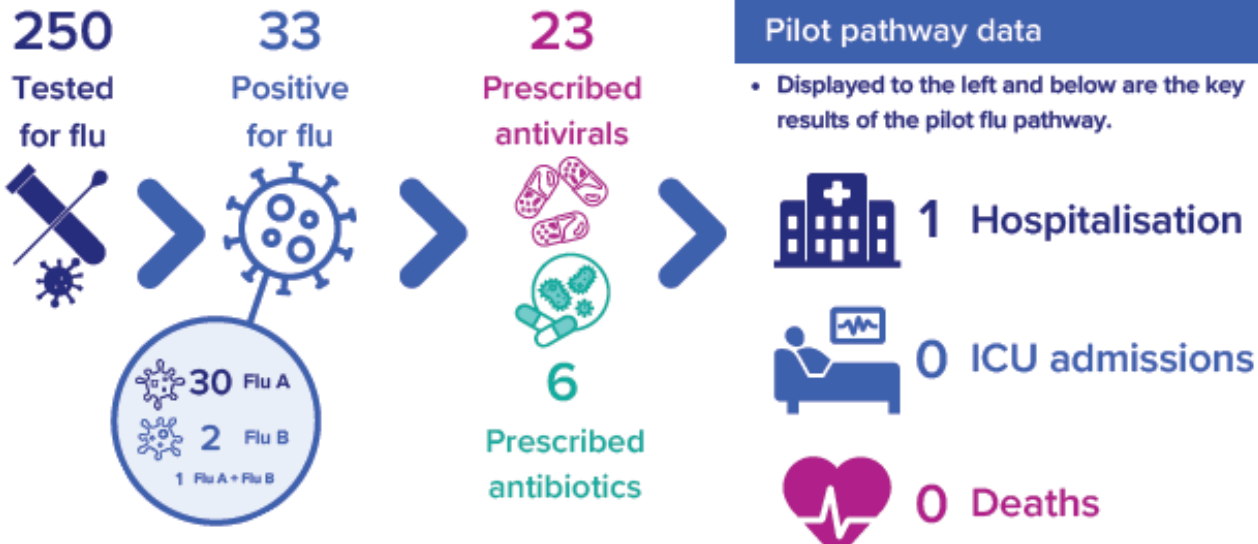 250
Tested
for flu
33
Positive
for flu
30 Flu A
2 Flu B
1 Flu A + Flu B
23
Prescribed
antivirals
6
Prescribed
antibiotics
Pilot pathway data
• Displayed to the left and below are the key
results of the pilot flu pathway.
1 Hospitalisation
0 ICU admissions
0 Deaths